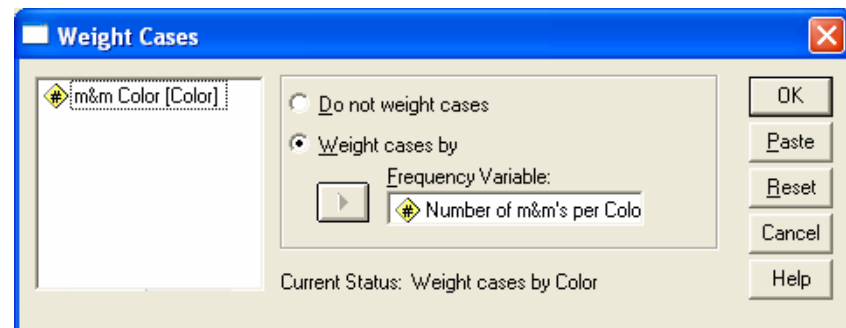 Weight Cases
m&m Color [Color]
Do not weight cases
Weight cases by
Frequency Variable:
Number of m&m's per Colo
Current Status: Weight cases by Color
OK
Paste
Reset
Cancel
Help